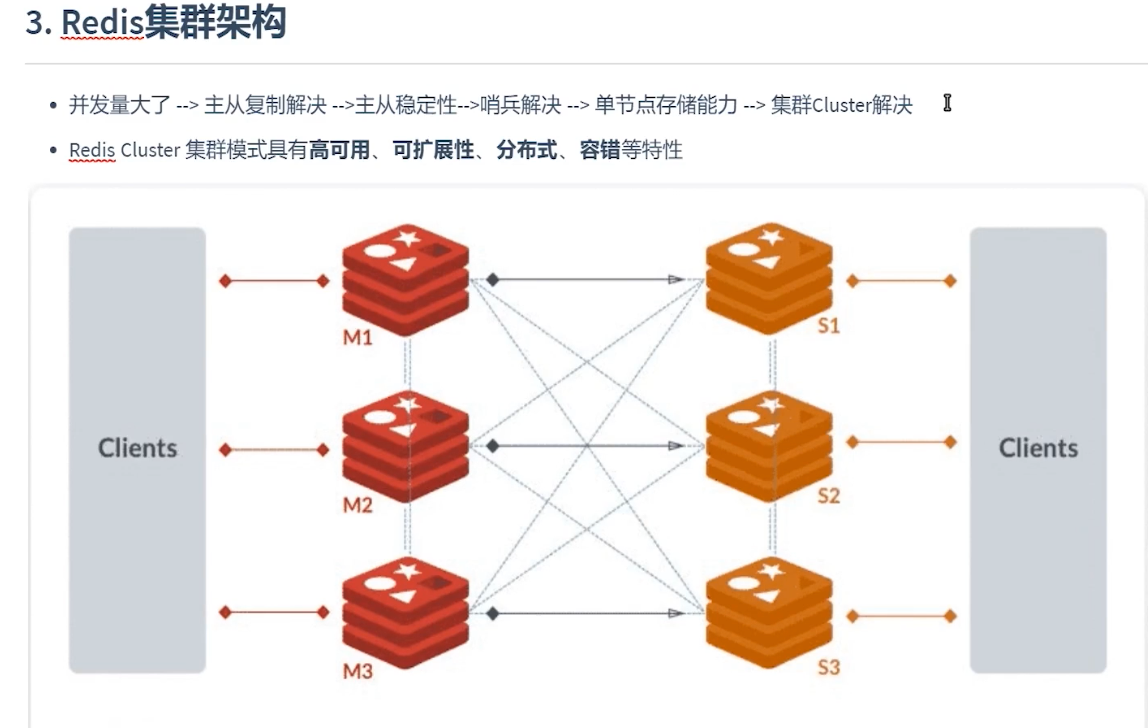 3. Redis集群架构
并发量大了 --> 主从复制解决 -->主从稳定性-->哨兵解决 --> 单节点存储能力 --> 集群Cluster解决
Redis Cluster 集群模式具有高可用、可扩展性、分布式、容错等特性
M1
S1
Clients
Clients
M2
S2
M3
S3